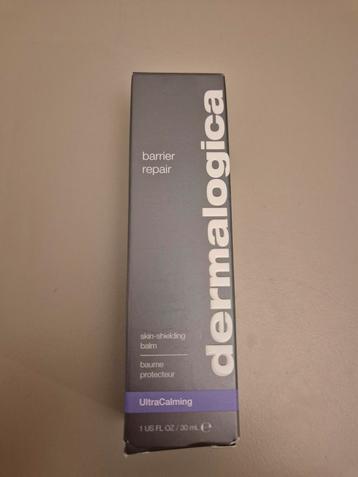 barrier
repair
dermalogica
skin-shielding
balm
baume
protecteur
UltraCalming
1 US FL OZ / 30 mL ℮